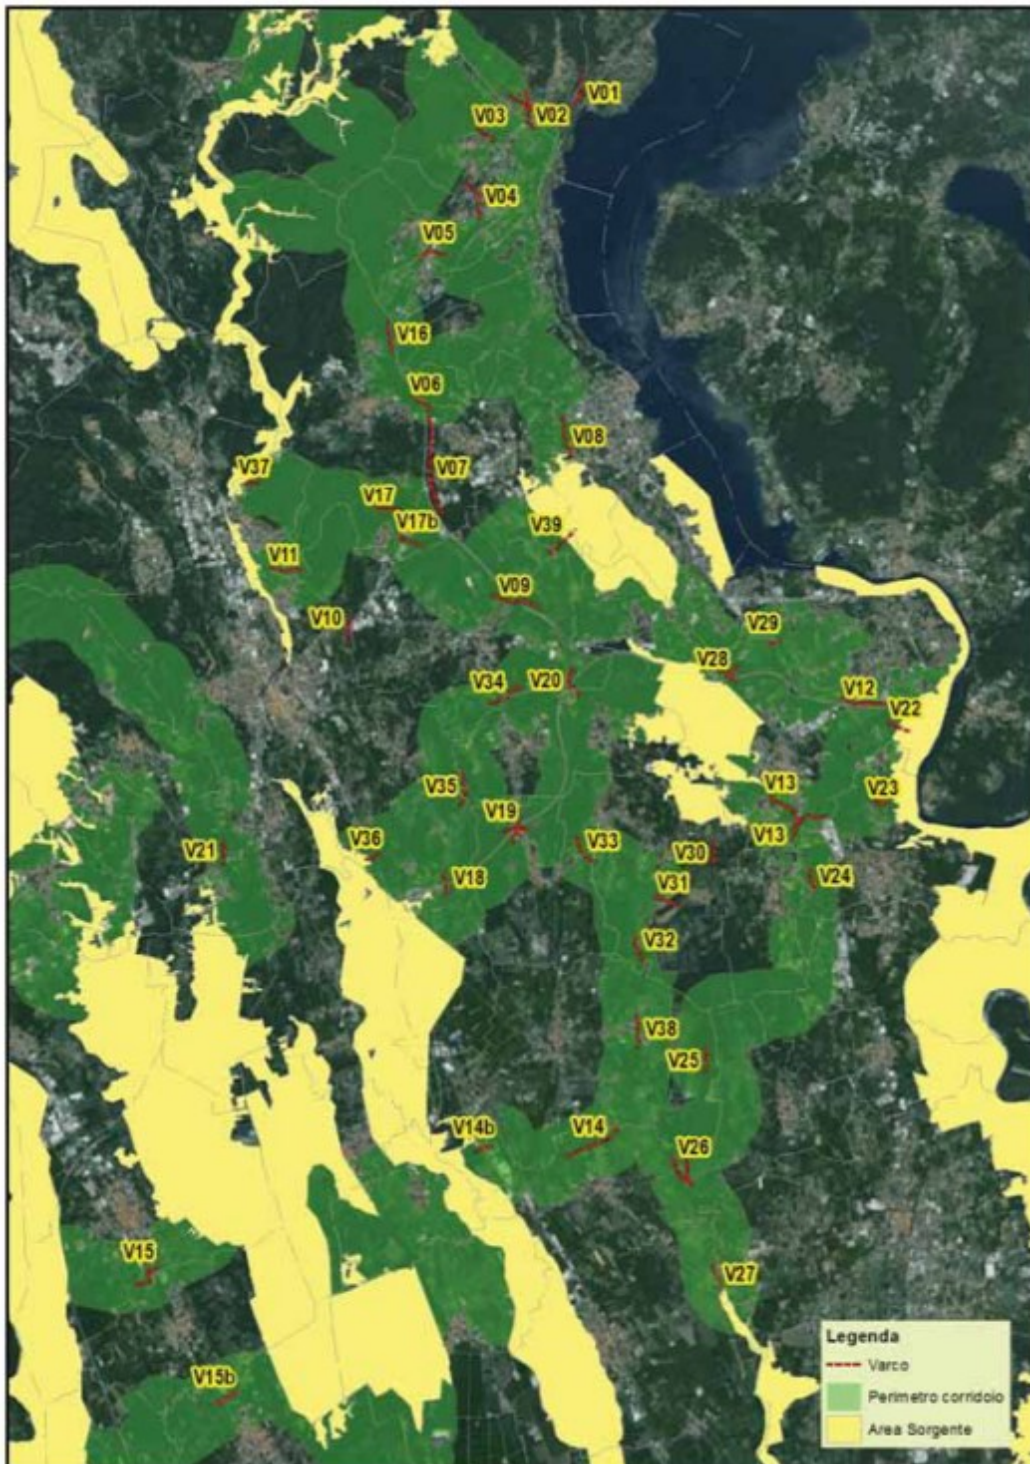 V01
V03
V02
V04
V05
V16
V06
V08
V07
V37
V17
V17b
V39
V11
V09
V10
V29
V28
V34
V20
V12
V22
V35
V13
V23
V19
V13
V33
V36
V21
V30
V18
V24
V31
V32
V38
V25
V14b
V14
V26
V15
V27
V15b
Legenda
Varco
Perimetro corridoio
Area Sorgente